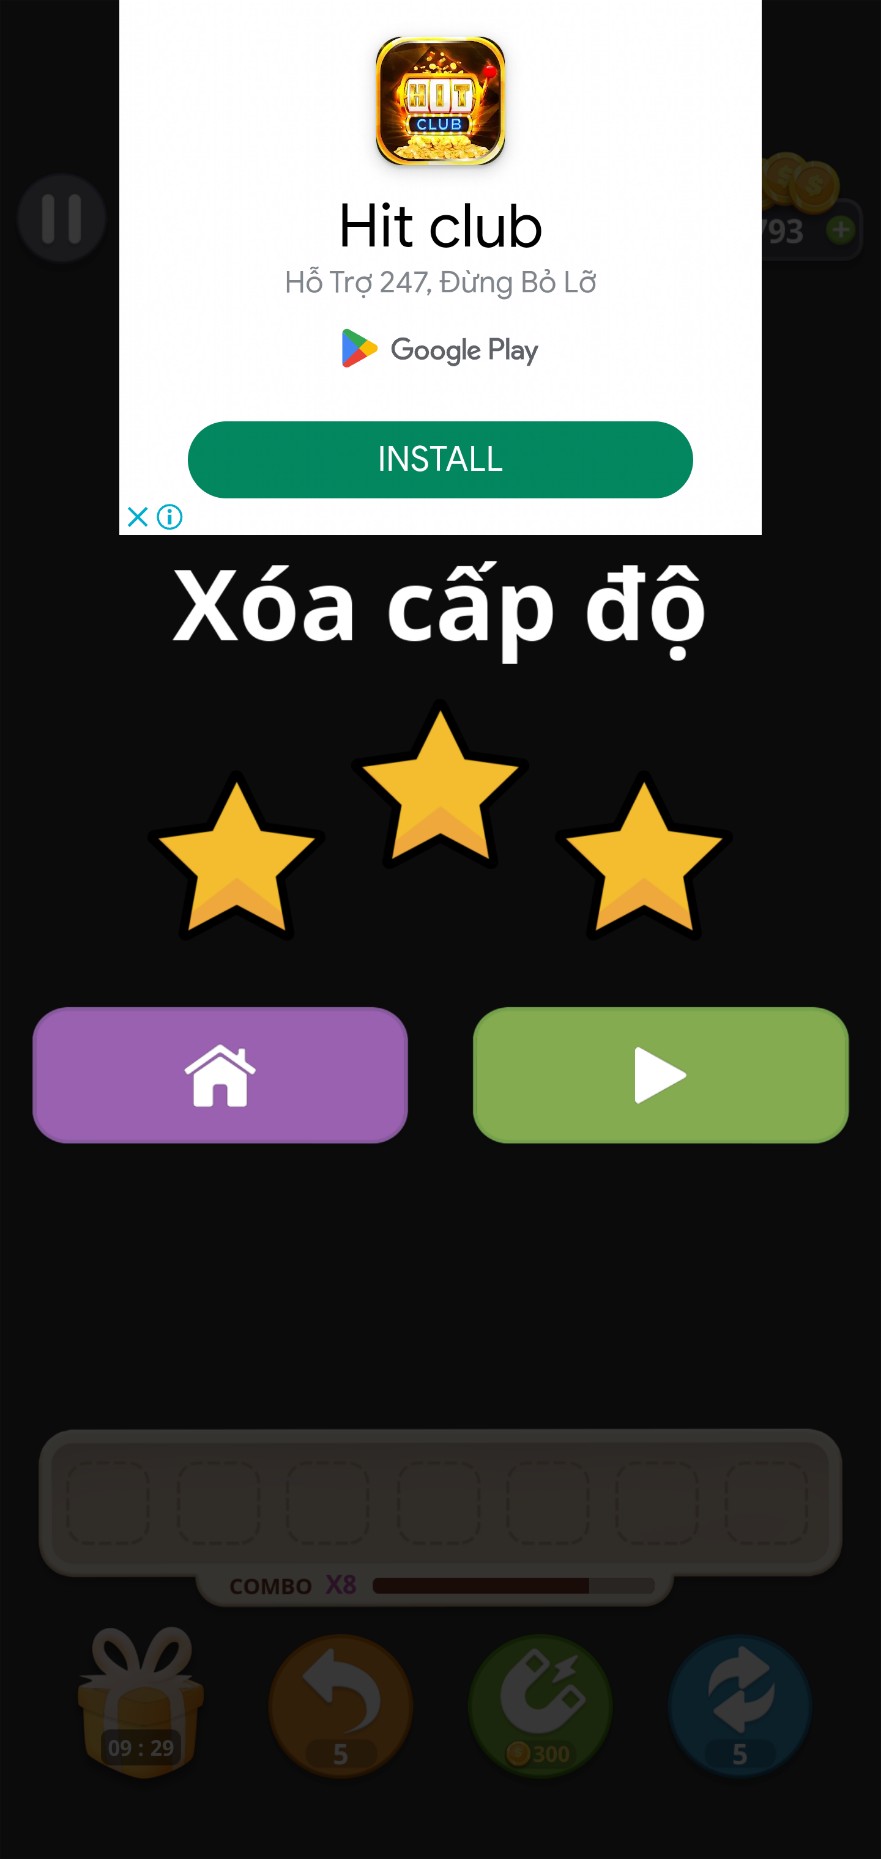 HIT
CLUB
Hit club
Hỗ Trợ 247, Đừng Bỏ Lỡ
Google Play
INSTALL
Xóa cấp độ
COMBO X8
09 : 29
5
300
5